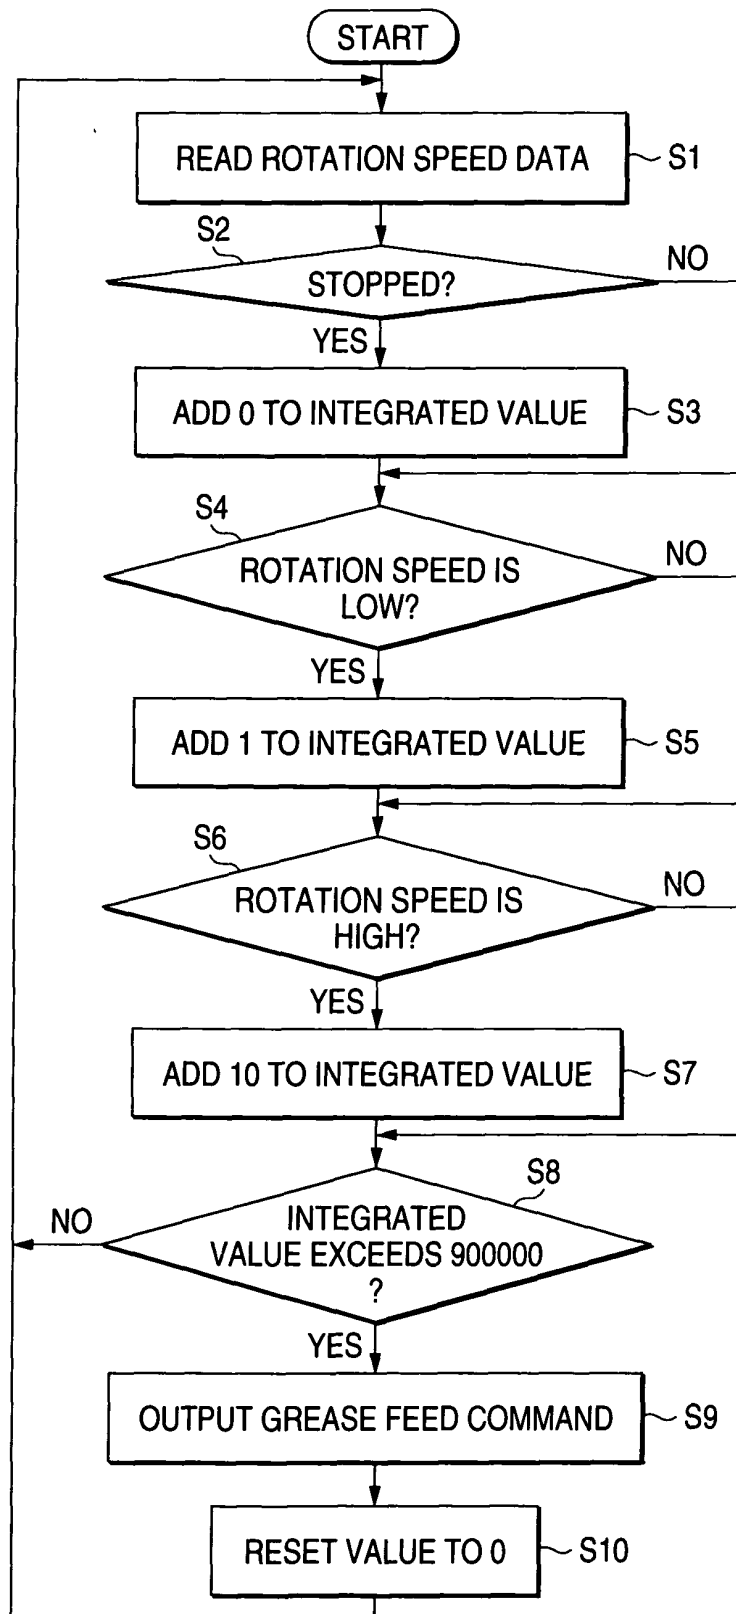 START
READ ROTATION SPEED DATA
S1
S2
STOPPED?
NO
YES
ADD 0 TO INTEGRATED VALUE
S3
S4
ROTATION SPEED IS
LOW?
NO
YES
ADD 1 TO INTEGRATED VALUE
S5
S6
ROTATION SPEED IS
HIGH?
NO
YES
ADD 10 TO INTEGRATED VALUE
S7
S8
INTEGRATED
VALUE EXCEEDS 900000
?
NO
YES
OUTPUT GREASE FEED COMMAND
S9
RESET VALUE TO 0
S10